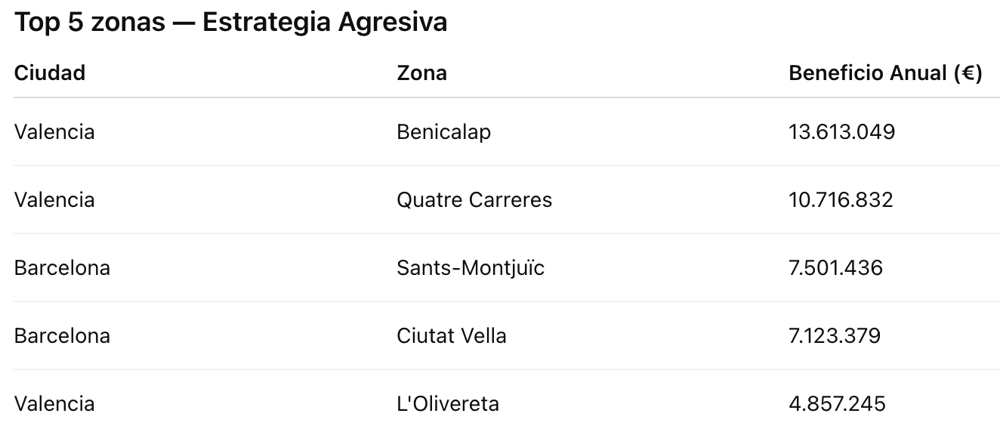 Top 5 zonas — Estrategia Agresiva
Ciudad Zona Beneficio Anual (€)
Valencia Benicalap 13.613.049
Valencia Quatre Carreres 10.716.832
Barcelona Sants-Montjuïc 7.501.436
Barcelona Ciutat Vella 7.123.379
Valencia L'Olivereta 4.857.245